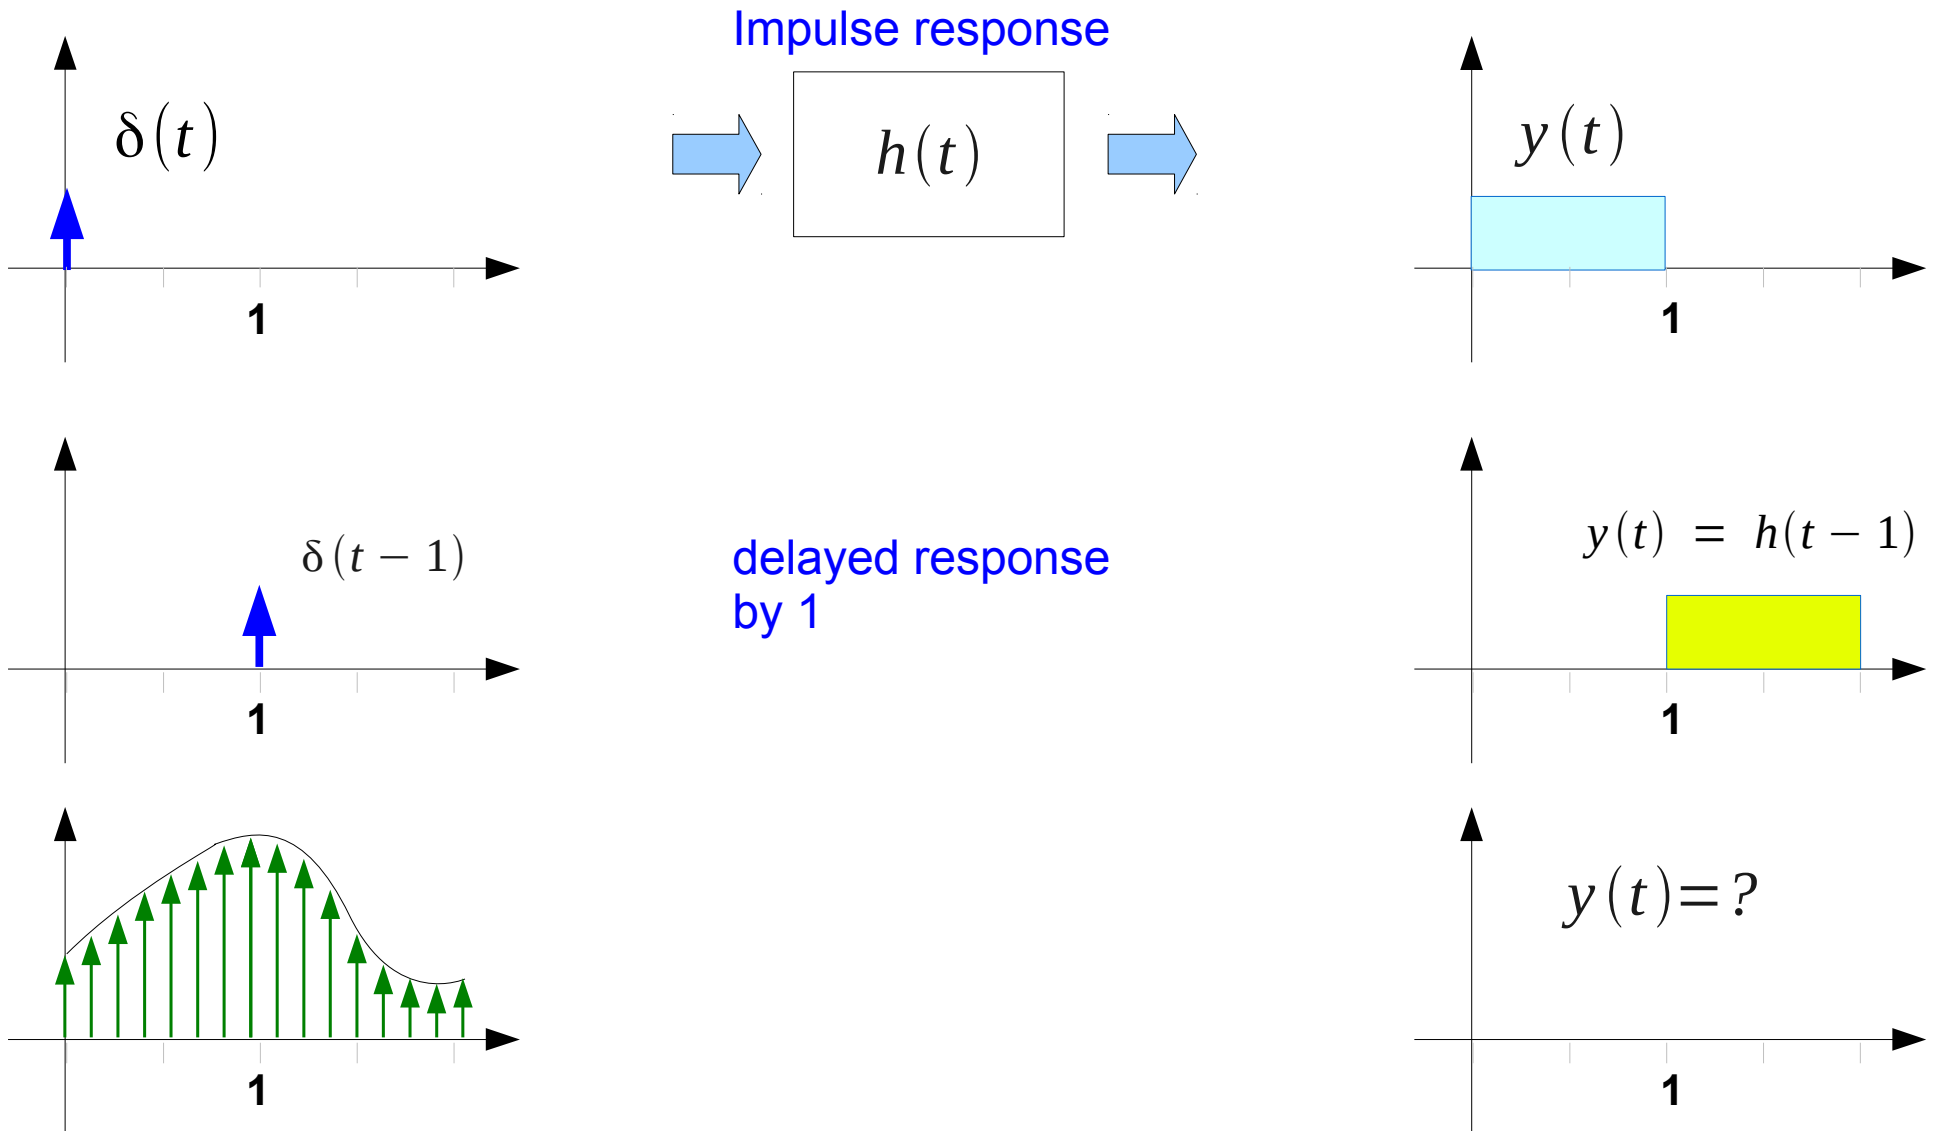 Impulse response
δ(t)
h(t)
y(t)
1
1
δ(t − 1)
delayed response
by 1
y(t) = h(t − 1)
1
1
y(t)=?
1
1